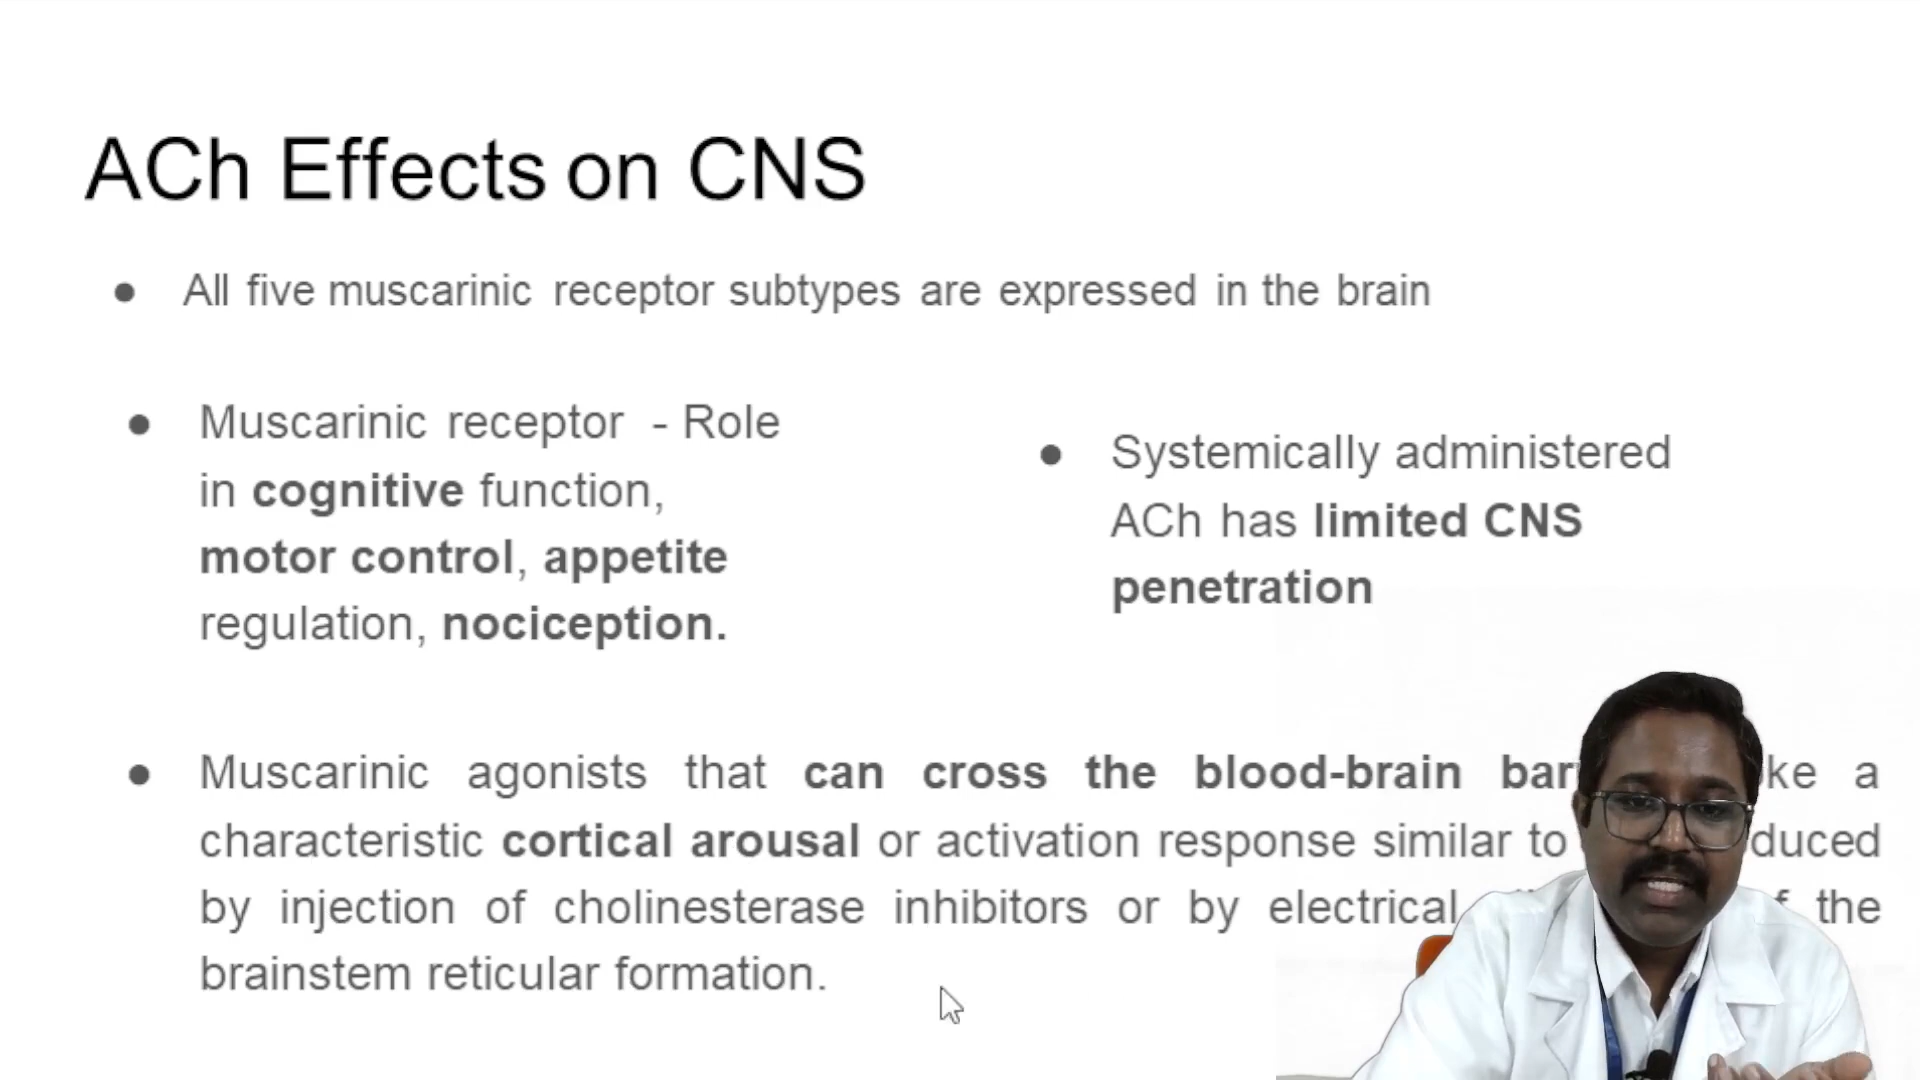 ACh Effects on CNS
● All five muscarinic receptor subtypes are expressed in the brain
● Muscarinic receptor - Role
in cognitive function,
motor control, appetite
regulation, nociception.
● Systemically administered
ACh has limited CNS
penetration
● Muscarinic agonists that can cross the blood-brain a
characteristic cortical arousal or activation response similar to
by injection of cholinesterase inhibitors or by electrical the
brainstem reticular formation.